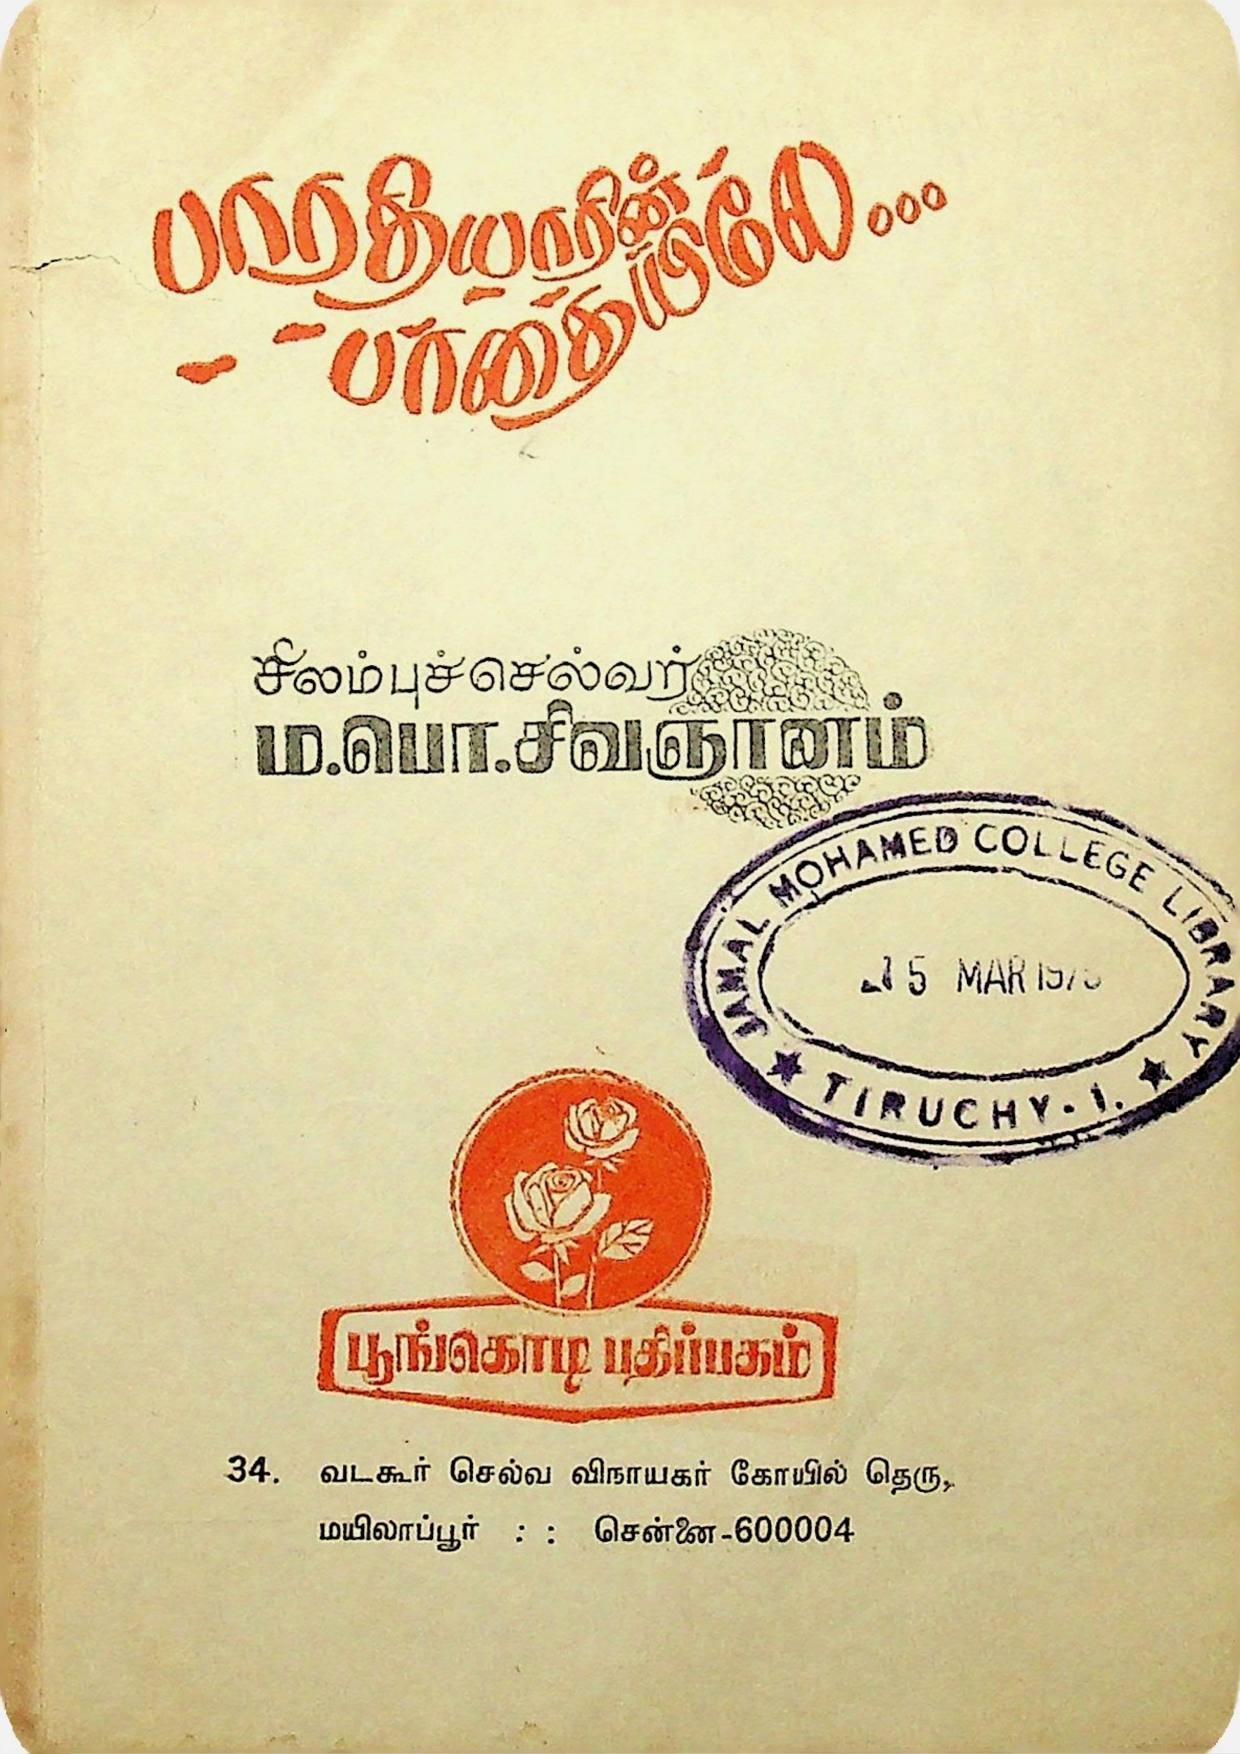 பாரதியாரின்
பாதையிலே...
சிலம்புச்செல்வர்
ம.பொ.சிவஞானம்
JAMAL MOHAMED COLLEGE LIBRARY
5 MAR
★ TIRUCHY-1. ★
பூங்கொடி பதிப்பகம்
34. வடகூர் செல்வ விநாயகர் கோயில் தெரு,
மயிலாப்பூர் : : சென்னை-600004